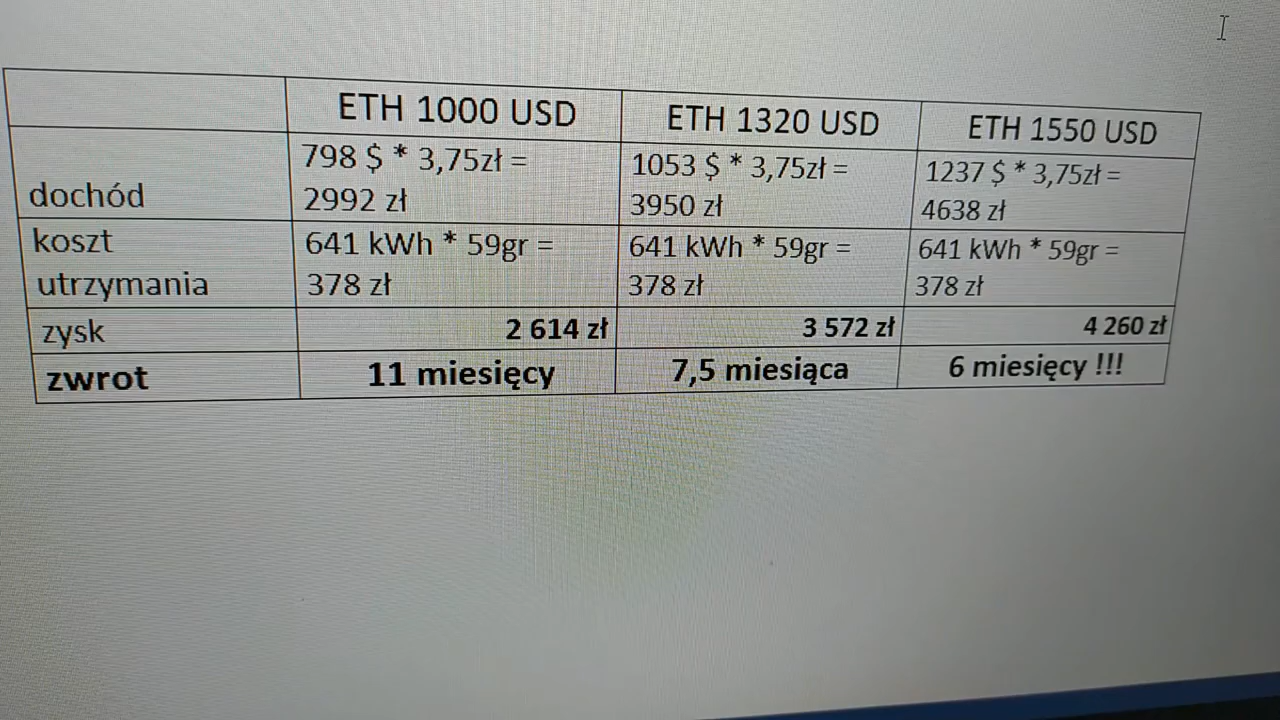 ETH 1000 USD ETH 1320 USD ETH 1550 USD
dochód
798 $ * 3,75zł =
2992 zł
1053 $ * 3,75zł =
3950 zł
1237 $ * 3,75zł =
4638 zł
koszt
utrzymania
641 kWh * 59gr =
378 zł
641 kWh * 59gr =
378 zł
641 kWh * 59gr =
378 zł
zysk 2 614 zł 3 572 zł 4 260 zł
zwrot 11 miesięcy 7,5 miesiąca 6 miesięcy !!!